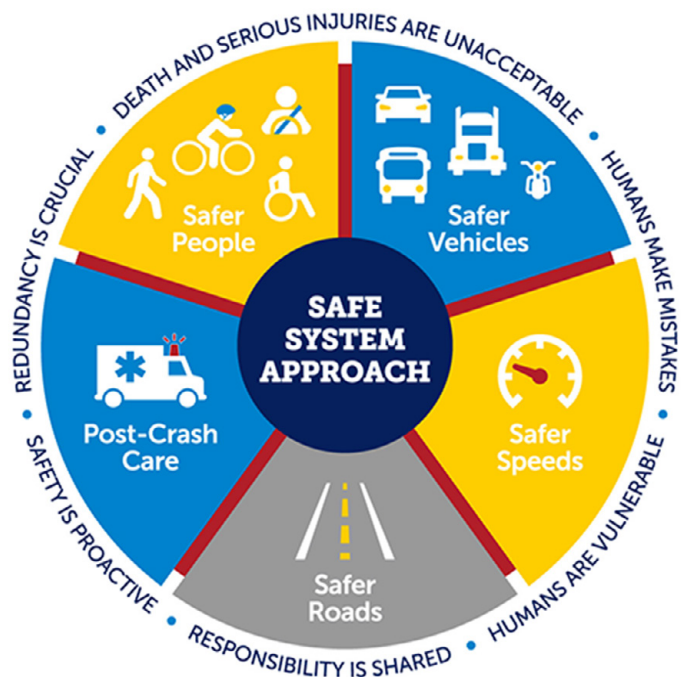 DEATH AND SERIOUS INJURIES ARE UNACCEPTABLE
HUMANS MAKE MISTAKES
HUMANS ARE VULNERABLE
RESPONSIBILITY IS SHARED
SAFETY IS PROACTIVE
REDUNDANCY IS CRUCIAL
Safer
People
Safer
Vehicles
SAFE
SYSTEM
APPROACH
Post-Crash
Care
Safer
Speeds
Safer
Roads